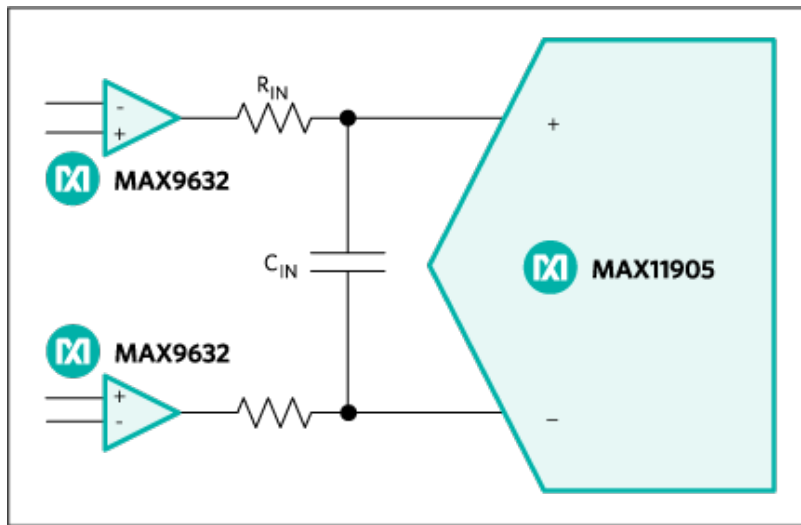 R_IN
-
+
+
MAX9632
C_IN
MAX11905
MAX9632
+
-
–